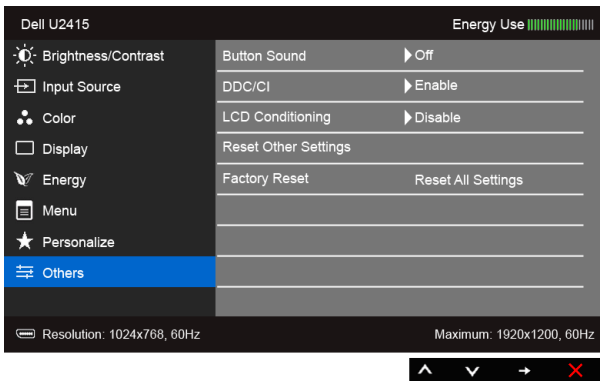 Dell U2415 Energy Use
Brightness/Contrast Button Sound Off
Input Source DDC/CI Enable
Color LCD Conditioning Disable
Display Reset Other Settings
Energy Factory Reset Reset All Settings
Menu
Personalize
Others
Resolution: 1024x768, 60Hz Maximum: 1920x1200, 60Hz